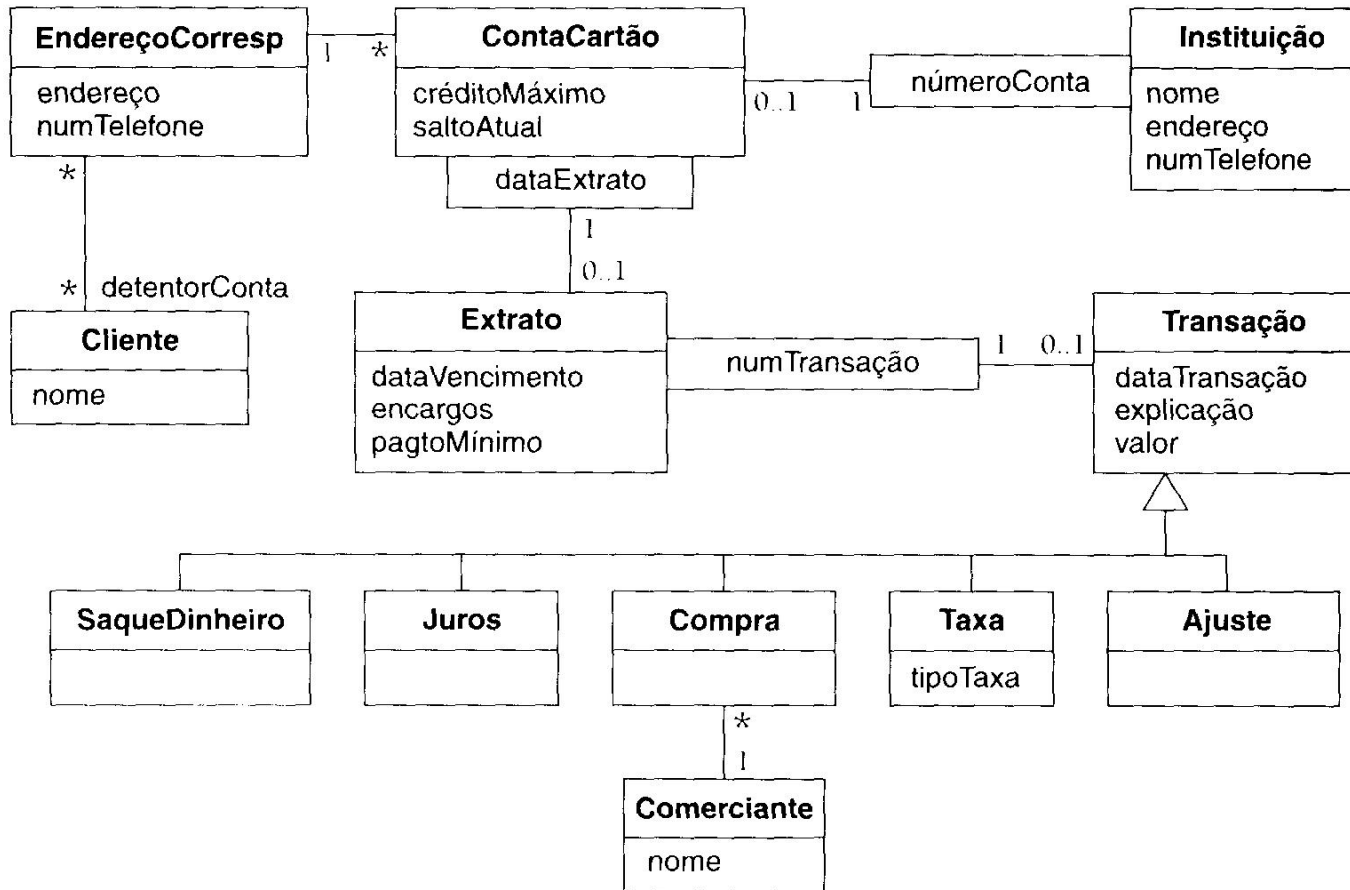 EndereçoCorresp
endereço
numTelefone
1
*
ContaCartão
créditoMáximo
saltoAtual
dataExtrato
0..1
1
númeroConta
Instituição
nome
endereço
numTelefone
*
*
detentorConta
Cliente
nome
1
0..1
Extrato
dataVencimento
encargos
pagtoMínimo
numTransação
1
0..1
Transação
dataTransação
explicação
valor
SaqueDinheiro
Juros
Compra
Taxa
tipoTaxa
Ajuste
*
1
Comerciante
nome